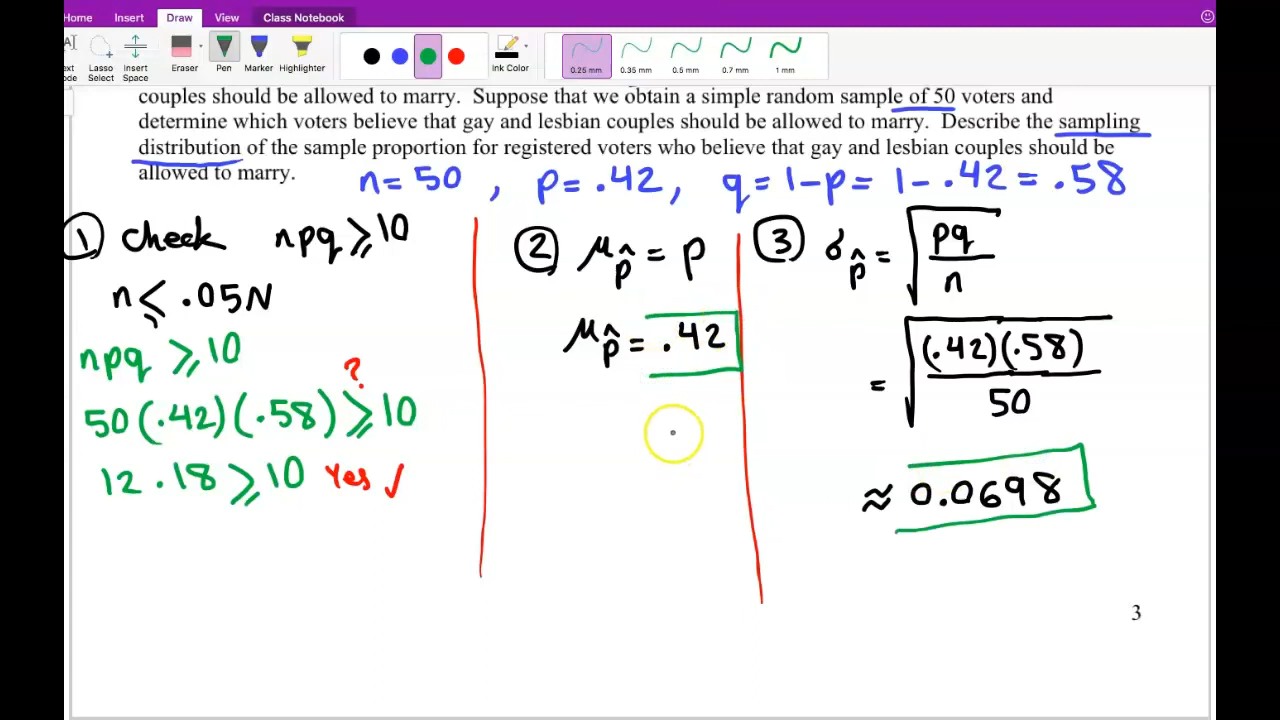 Home Insert Draw View Class Notebook
Lasso Select Insert Space Eraser Pen Marker Highlighter Ink Color 0.25 mm 0.35 mm 0.5 mm 0.7 mm 1 mm
couples should be allowed to marry. Suppose that we obtain a simple random sample of 50 voters and
determine which voters believe that gay and lesbian couples should be allowed to marry. Describe the sampling
distribution of the sample proportion for registered voters who believe that gay and lesbian couples should be
allowed to marry.
n = 50 , p = .42, q = 1-p = 1 - .42 = .58
① check npq ≥ 10
n ≤ .05N
npq ≥ 10
?
50(.42)(.58) ≥ 10
12.18 ≥ 10 Yes ✓
② μp̂ = p
μp̂ = .42
③ σp̂ = √(pq/n)
= √((.42)(.58)/50)
≈ 0.0698
3